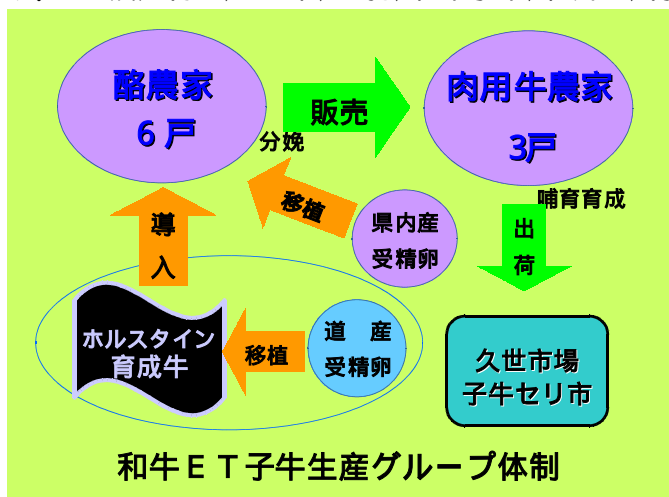 酪農家
６戸
分娩
販売
肉用牛農家
3戸
哺育育成
移植
県内産
受精卵
出
荷
導
入
ホルスタイン
育成牛
移植
道　産
受精卵
久世市場
子牛セリ市
和牛ＥＴ子牛生産グループ体制